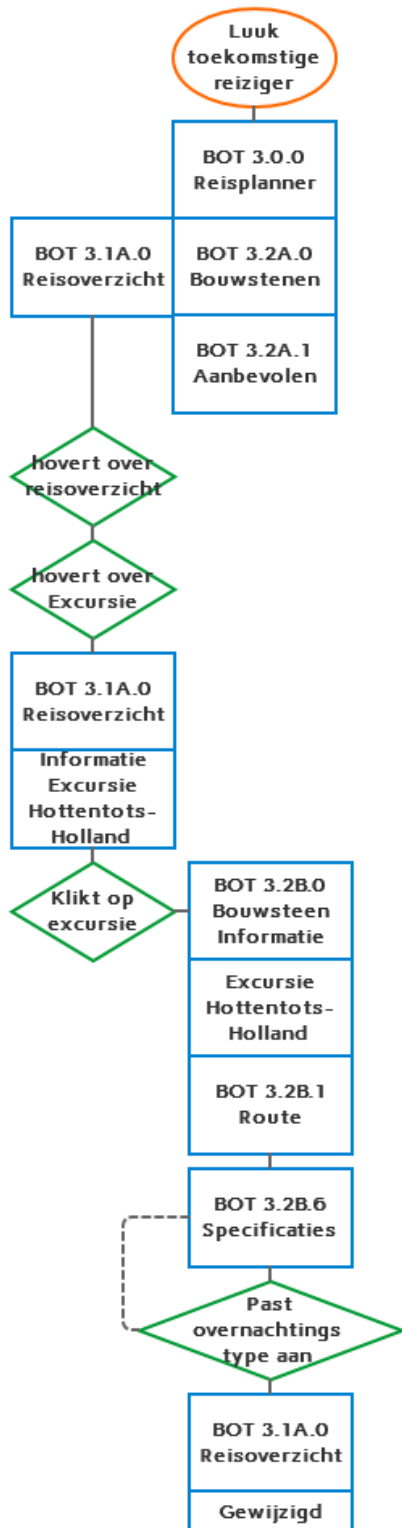 Luuk
toekomstige
reiziger
BOT 3.0.0
Reisplanner
BOT 3.1A.0
Reisoverzicht
BOT 3.2A.0
Bouwstenen
BOT 3.2A.1
Aanbevolen
hovert over
reisoverzicht
hovert over
Excursie
BOT 3.1A.0
Reisoverzicht
Informatie
Excursie
Hottentots-
Holland
Klikt op
excursie
BOT 3.2B.0
Bouwsteen
Informatie
Excursie
Hottentots-
Holland
BOT 3.2B.1
Route
BOT 3.2B.6
Specificaties
Past
overnachtings
type aan
BOT 3.1A.0
Reisoverzicht
Gewijzigd